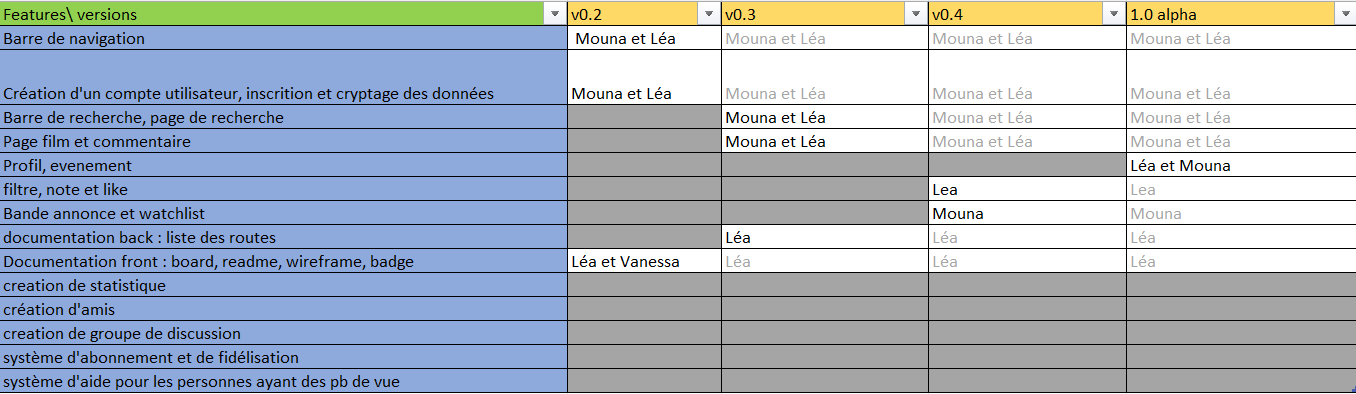 Features\ versions v0.2 v0.3 v0.4 1.0 alpha
Barre de navigation Mouna et Léa Mouna et Léa Mouna et Léa Mouna et Léa
Création d'un compte utilisateur, inscrition et cryptage des données Mouna et Léa Mouna et Léa Mouna et Léa Mouna et Léa
Barre de recherche, page de recherche Mouna et Léa Mouna et Léa Mouna et Léa
Page film et commentaire Mouna et Léa Mouna et Léa Mouna et Léa
Profil, evenement Léa et Mouna
filtre, note et like Lea Lea
Bande annonce et watchlist Mouna Mouna
documentation back : liste des routes Léa Léa Léa
Documentation front : board, readme, wireframe, badge Léa et Vanessa Léa Léa Léa
creation de statistique
création d'amis
creation de groupe de discussion
système d'abonnement et de fidélisation
système d'aide pour les personnes ayant des pb de vue